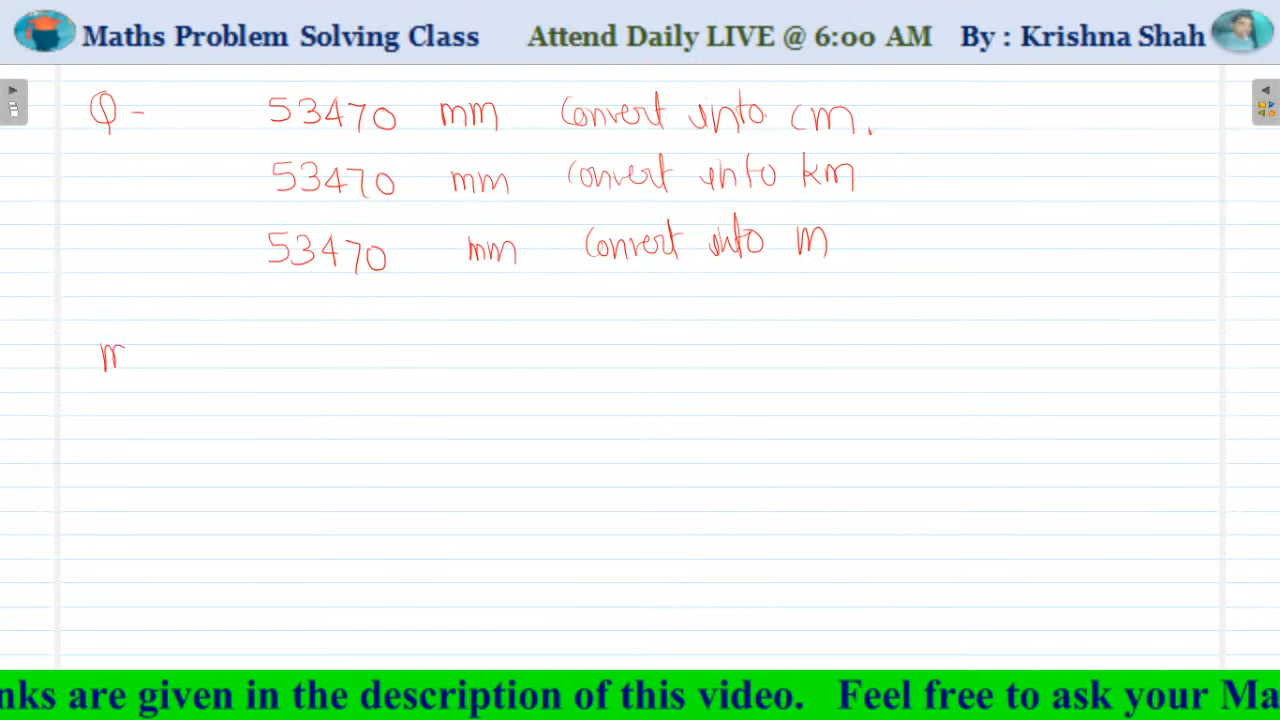 Maths Problem Solving Class Attend Daily LIVE @ 6:00 AM By : Krishna Shah
Q - 53470 mm convert into cm.
53470 mm convert into km
53470 mm convert into m
m
nks are given in the description of this video. Feel free to ask your Ma